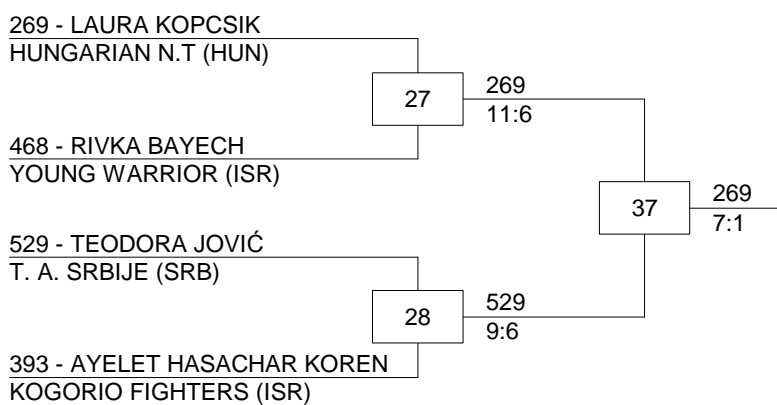 269 - LAURA KOPCSIK
HUNGARIAN N.T (HUN)
27
269
11:6
468 - RIVKA BAYECH
YOUNG WARRIOR (ISR)
37
269
7:1
529 - TEODORA JOVIĆ
T. A. SRBIJE (SRB)
28
529
9:6
393 - AYELET HASACHAR KOREN
KOGORIO FIGHTERS (ISR)